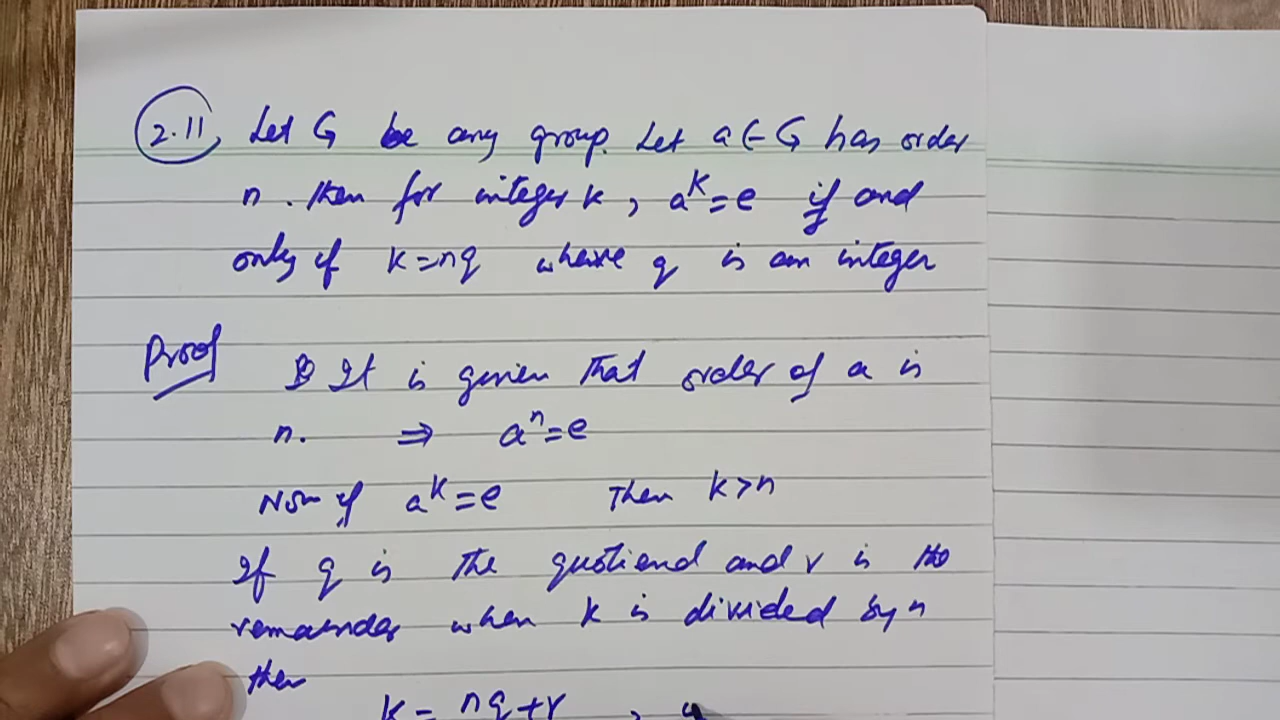 2.11, Let G be any group. Let a ∈ G has order
n. then for integer k, a^k = e if and
only if k = nq where q is an integer
Proof It is given that order of a is
n. ⇒ a^n = e
Now if a^k = e Then k > n
If q is the quotiend and r is the
remainder when k is divided by n
then
k = nq + r ,